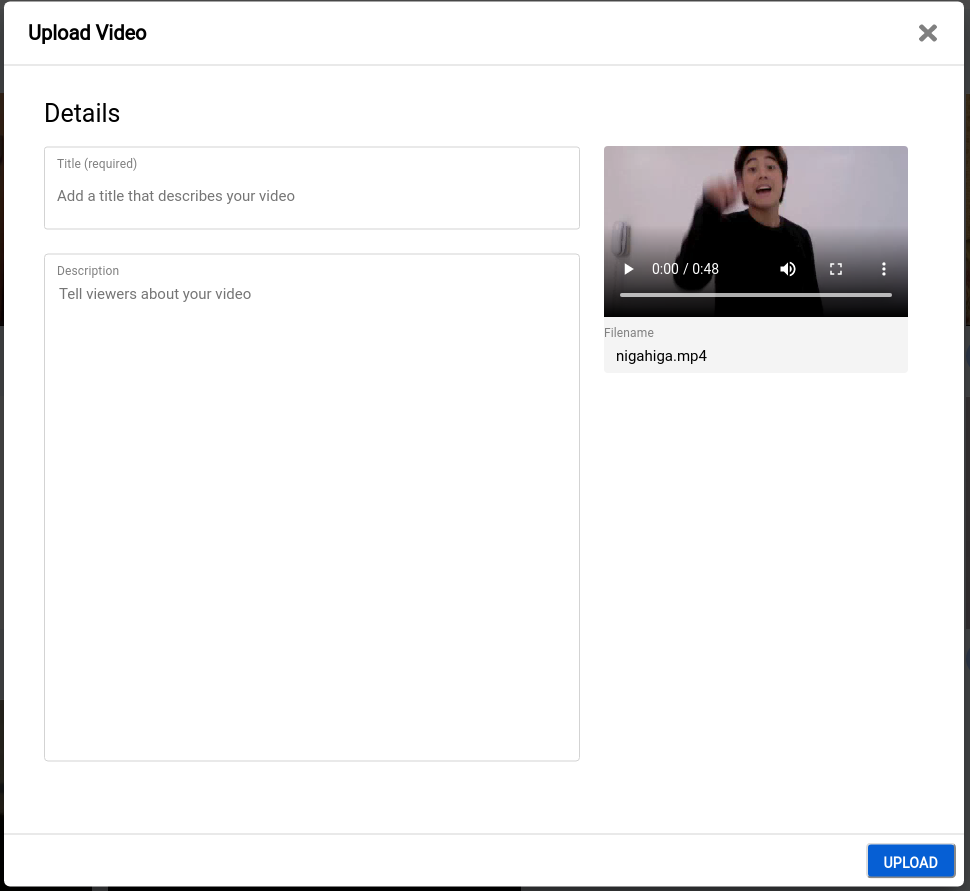 Upload Video
Details
Title (required)
Add a title that describes your video
Description
Tell viewers about your video
0:00 / 0:48
Filename
nigahiga.mp4
UPLOAD